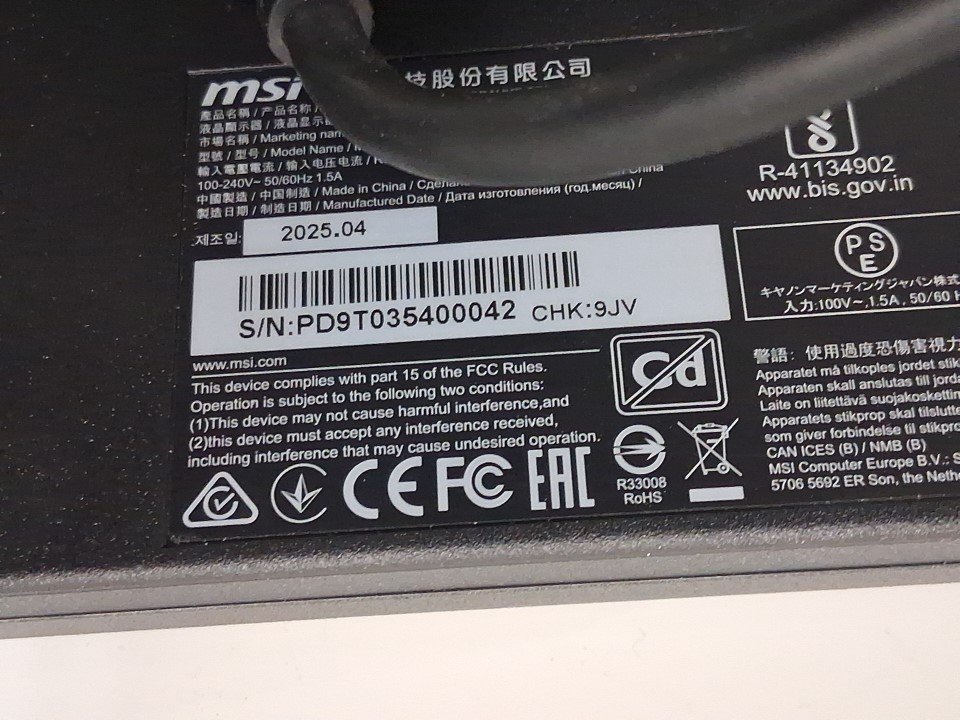 msi 技股份有限公司
產品名稱 / 产品名称 /
液晶顯示器 / 液晶显示器
市場名稱 / Marketing
型號 / 型号 / Model Name /
輸入電壓電流 / 输入电压电流 /
100-240V~ 50/60Hz 1.5A
中國製造 / 中国制造 / Made in China / China
製造日期 / 制造日期 / Manufactured Date / Дата изготовления (год.месяц) /
제조일: 2025.04
S/N:PD9T035400042 CHK:9JV
www.msi.com
This device complies with part 15 of the FCC Rules.
Operation is subject to the following two conditions:
(1)This device may not cause harmful interference,and
(2)this device must accept any interference received,
including interference that may cause undesired operation.
CE FC EAC
Cd
R33008
RoHS
R-41134902
www.bis.gov.in
PSE
キヤノンマーケティングジャパン株式
入力:100V~,1.5A , 50/60 H
警語: 使用過度恐傷害視力
Apparatet må tilkoples jordet stik
Apparaten skall anslutas till jorda
Laite on liitettävä suojakoskettin
Apparatets stikprop skal tilslutte
som giver forbindelse til stikprop
CAN ICES (B) / NMB (B)
MSI Computer Europe B.V.: S
5706 5692 ER Son, the Nethe